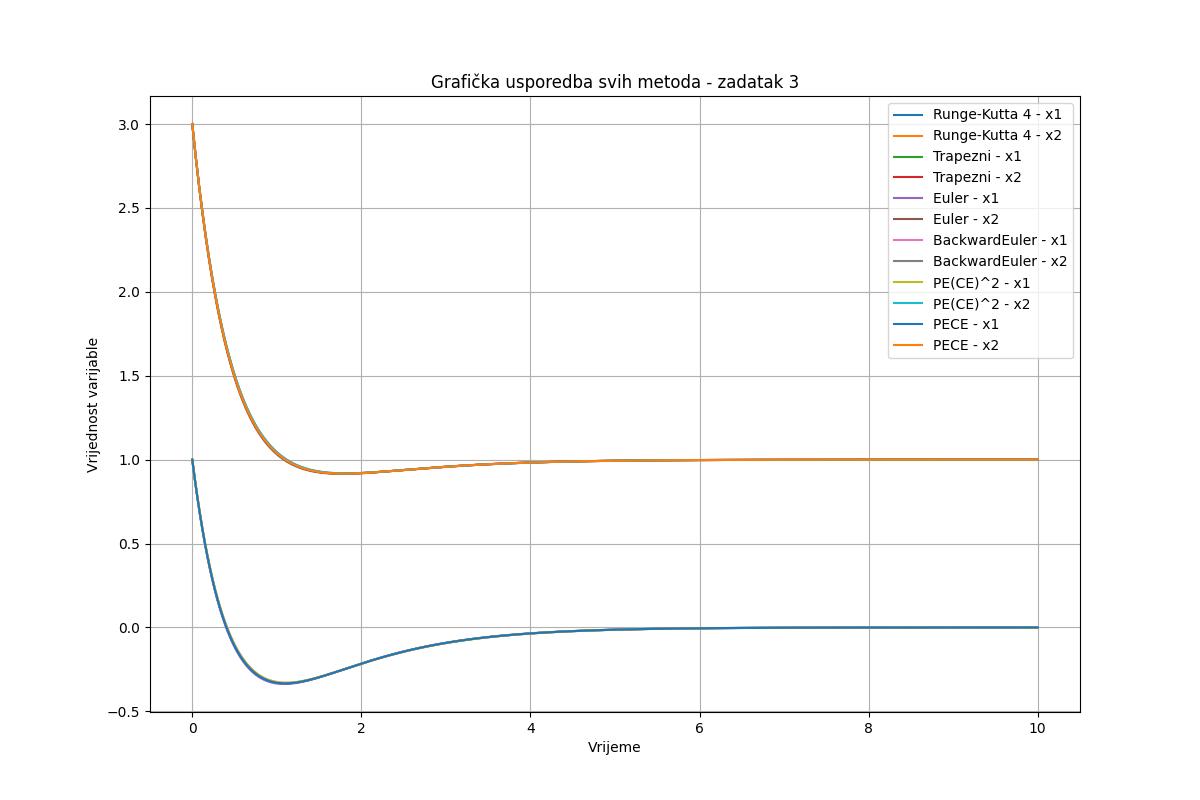 Grafička usporedba svih metoda - zadatak 3
Runge-Kutta 4 - x1
Runge-Kutta 4 - x2
Trapezni - x1
Trapezni - x2
Euler - x1
Euler - x2
BackwardEuler - x1
BackwardEuler - x2
PE(CE)^2 - x1
PE(CE)^2 - x2
PECE - x1
PECE - x2
Vrijednost varijable
3.0
2.5
2.0
1.5
1.0
0.5
0.0
−0.5
0 2 4 6 8 10
Vrijeme